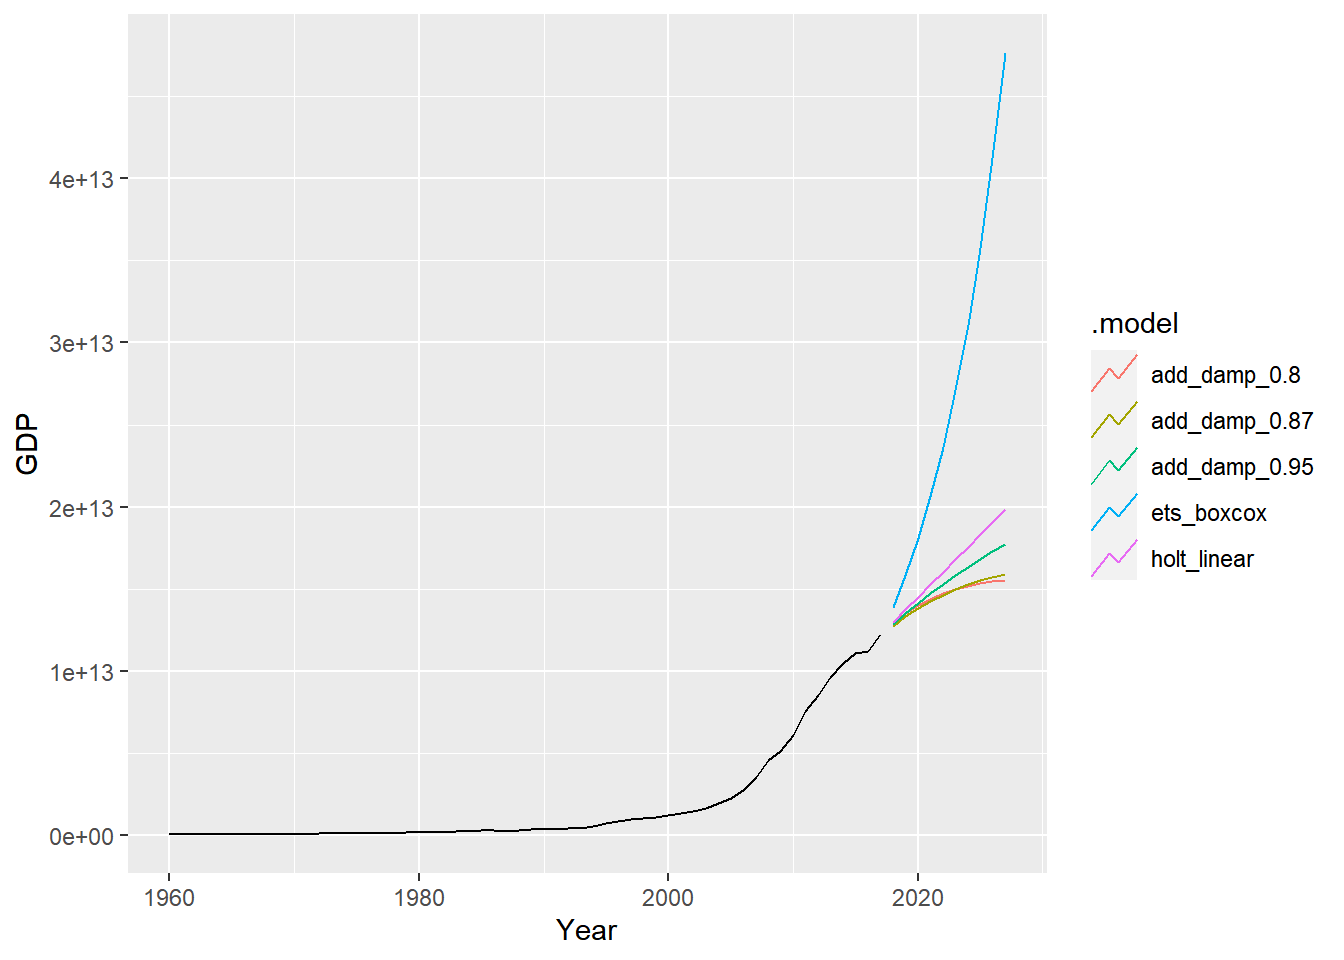 4e+13
3e+13
2e+13
1e+13
0e+00
GDP
1960
1980
2000
2020
Year
.model
add_damp_0.8
add_damp_0.87
add_damp_0.95
ets_boxcox
holt_linear